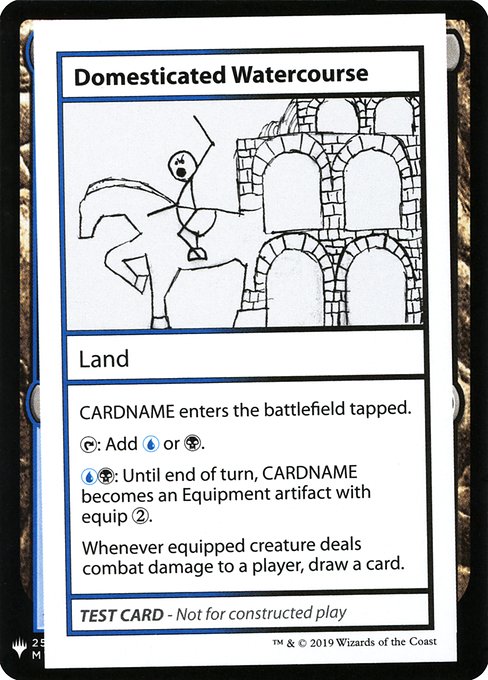 Domesticated Watercourse
Land
CARDNAME enters the battlefield tapped.
: Add or .
: Until end of turn, CARDNAME
becomes an Equipment artifact with
equip 2.
Whenever equipped creature deals
combat damage to a player, draw a card.
TEST CARD - Not for constructed play
25
M
™ & © 2019 Wizards of the Coast